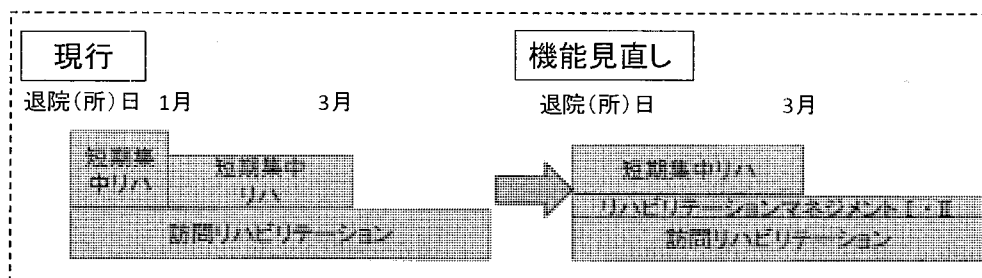 現行
退院(所)日 1月 3月
短期集
中リハ
短期集中
リハ
訪問リハビリテーション
機能見直し
退院(所)日 3月
短期集中リハ
リハビリテーションマネジメントⅠ・Ⅱ
訪問リハビリテーション